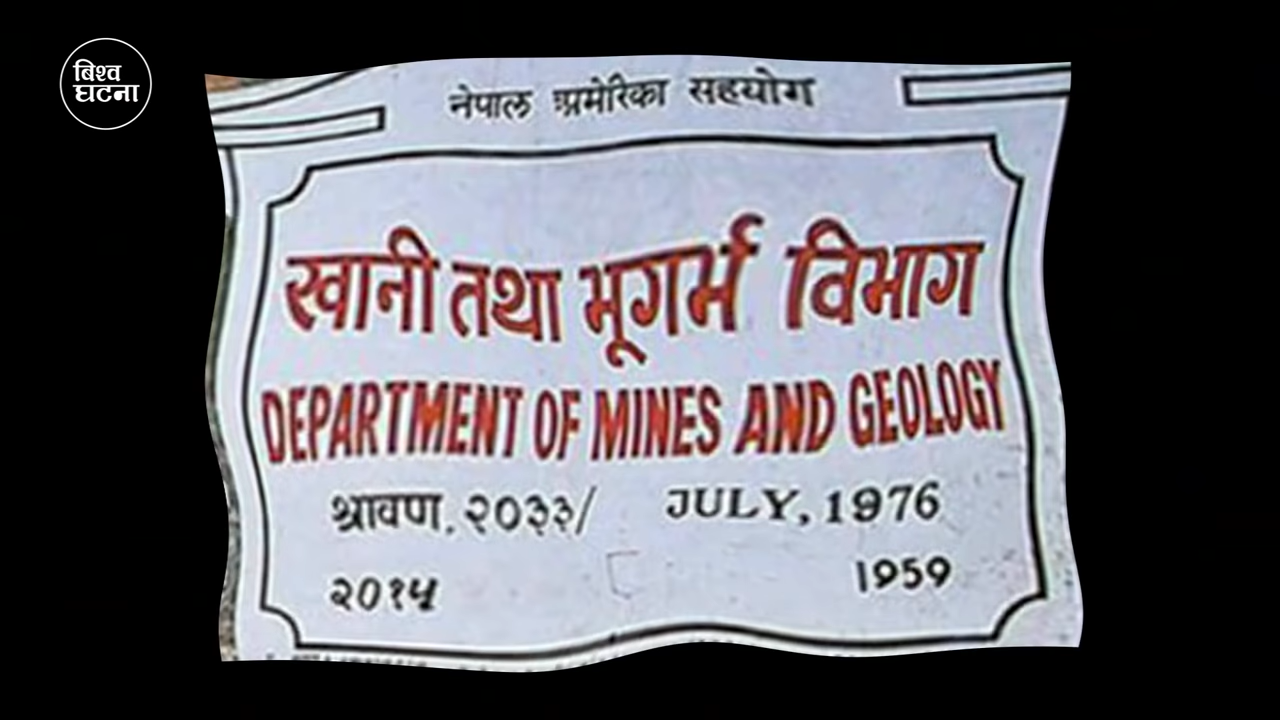 बिश्व
घटना
नेपाल अमेरिका सहयोग
खानी तथा भूगर्भ विभाग
DEPARTMENT OF MINES AND GEOLOGY
श्रावण, २०३३/ JULY, 1976
२०१५ 1959